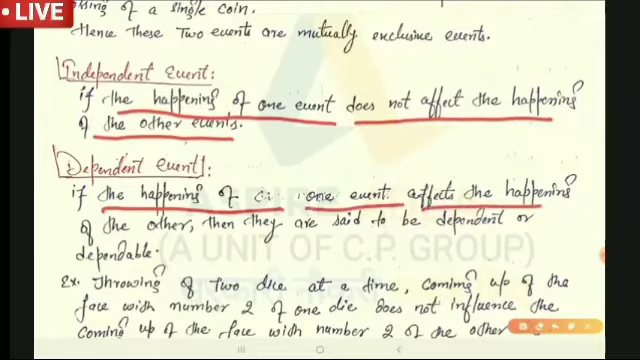 LIVE
ossing of a single coin.
Hence These Two events are mutually exclusive events.
Independent Event:
if the happening of one event does not affect the happening
of the other events.
Dependent Event:
if the happening of one event affects the happening
of the other, then they are said to be dependent or
dependable.
(A UNIT OF C.P. GROUP)
Ex. Throwing of Two dice at a time, coming up of the
face with number 2 of one die does not influence the
coming up of the face with number 2 of the other